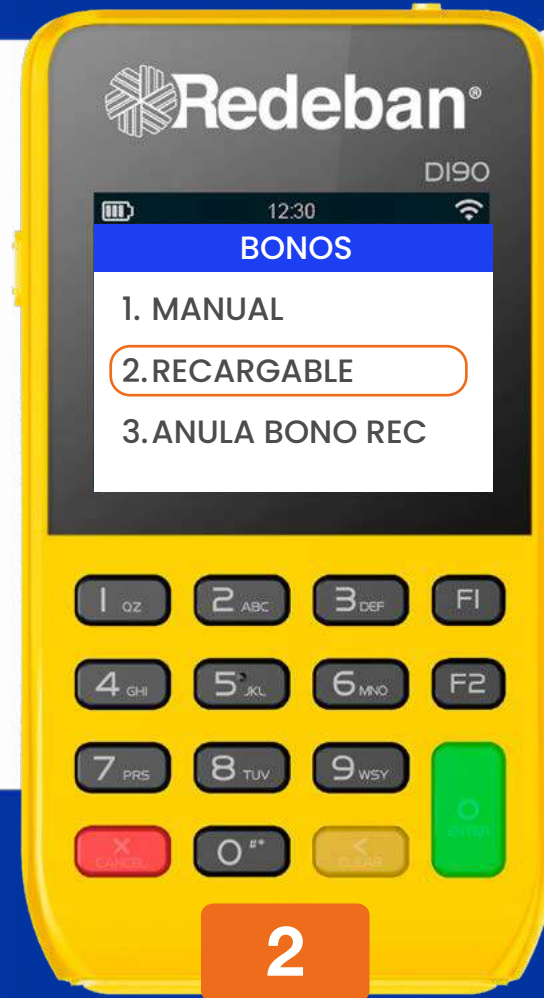 Redeban®
DI90
12:30
BONOS
1. MANUAL
2. RECARGABLE
3. ANULA BONO REC
1 QZ 2 ABC 3 DEF F1
4 GHI 5 JKL 6 MNO F2
7 PRS 8 TUV 9 WSY
X CANCEL 0 #* < CLEAR O ENTER
2